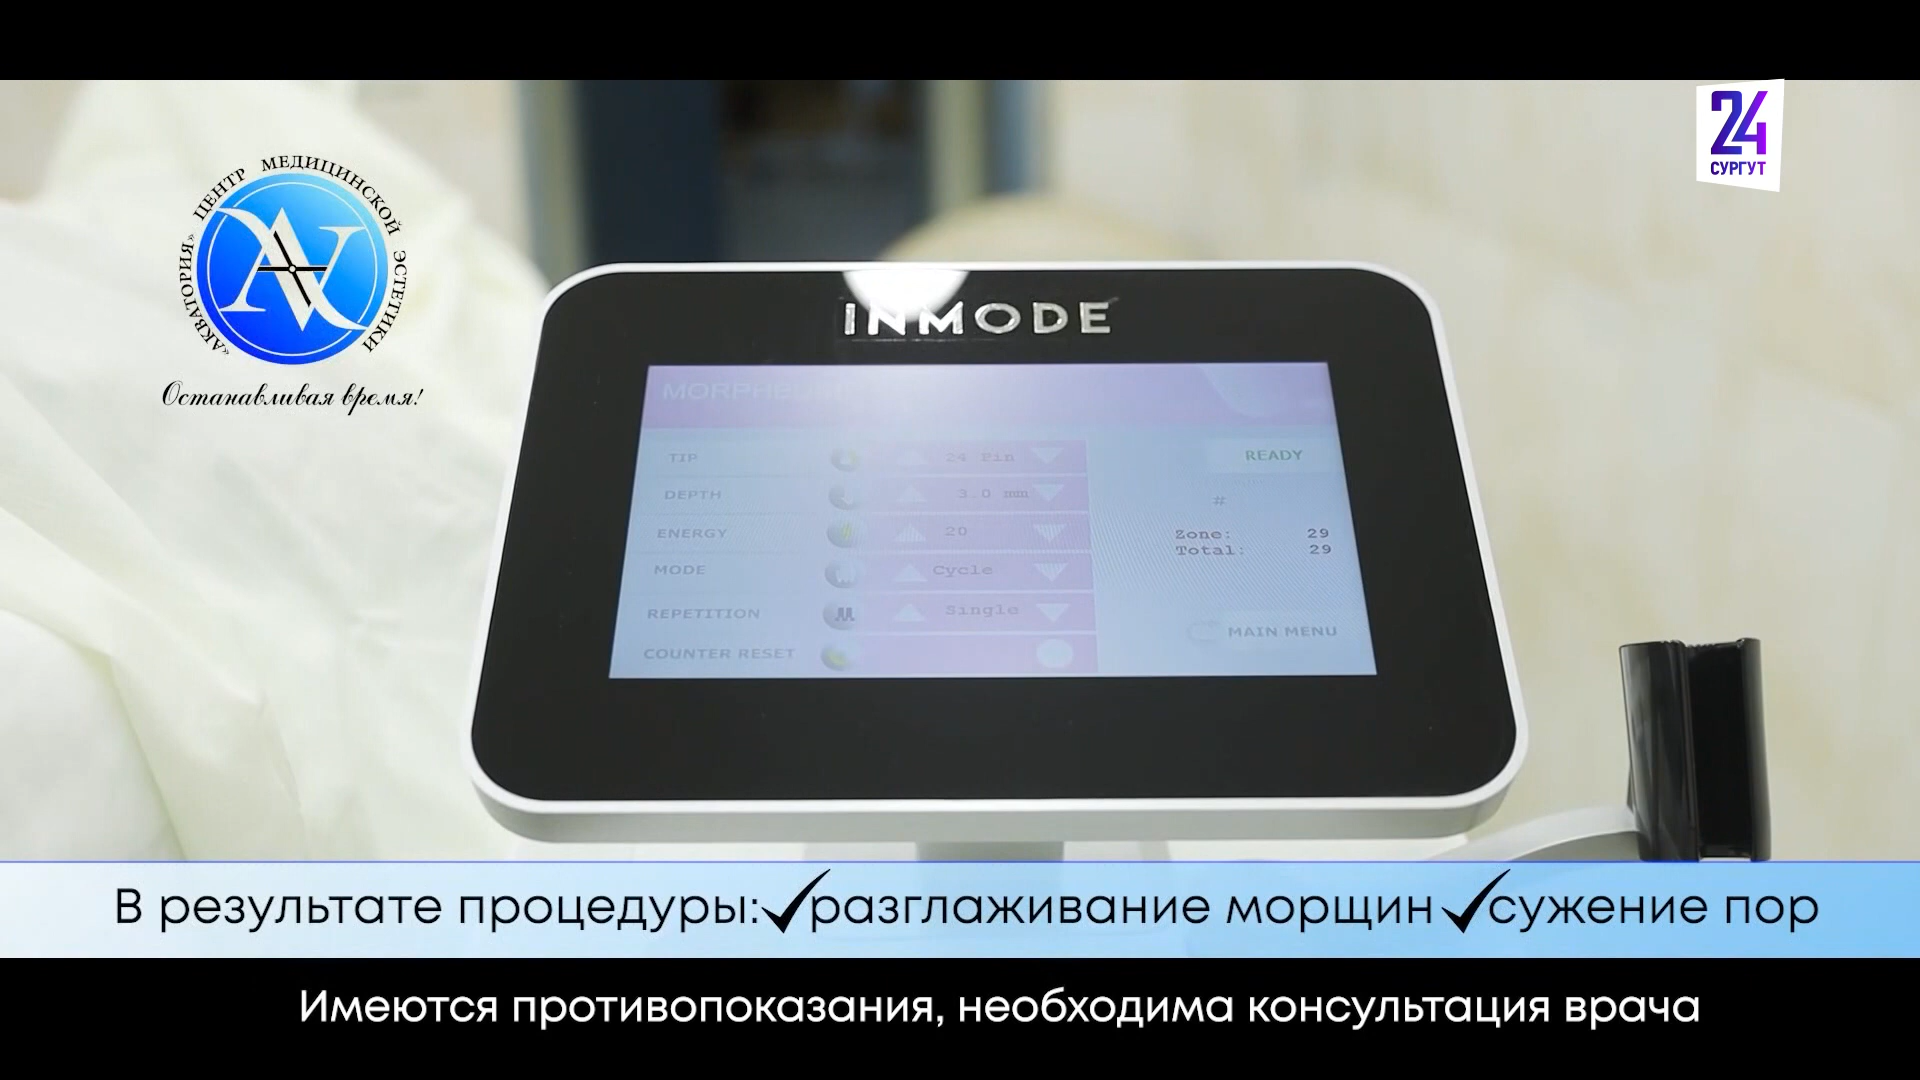 24
СУРГУТ
«АКВАТОРИЯ» ЦЕНТР МЕДИЦИНСКОЙ ЭСТЕТИКИ
Останавливая время!
INMODE
TIP 24 Pin READY
DEPTH 3.0 mm #
ENERGY 20 Zone: 29
Total: 29
MODE Cycle
REPETITION Single MAIN MENU
COUNTER RESET
В результате процедуры: разглаживание морщин сужение пор
Имеются противопоказания, необходима консультация врача